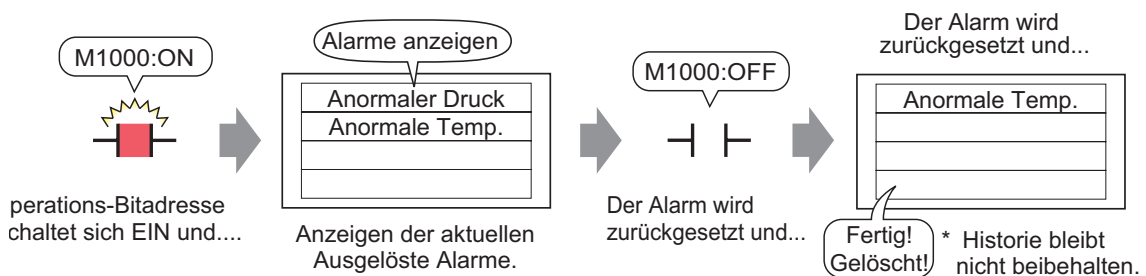 M1000:ON
perations-Bitadresse
chaltet sich EIN und....
Alarme anzeigen
Anormaler Druck
Anormale Temp.
Anzeigen der aktuellen
Ausgelöste Alarme.
M1000:OFF
Der Alarm wird
zurückgesetzt und...
Der Alarm wird
zurückgesetzt und...
Anormale Temp.
Fertig!
Gelöscht!
* Historie bleibt
nicht beibehalten.